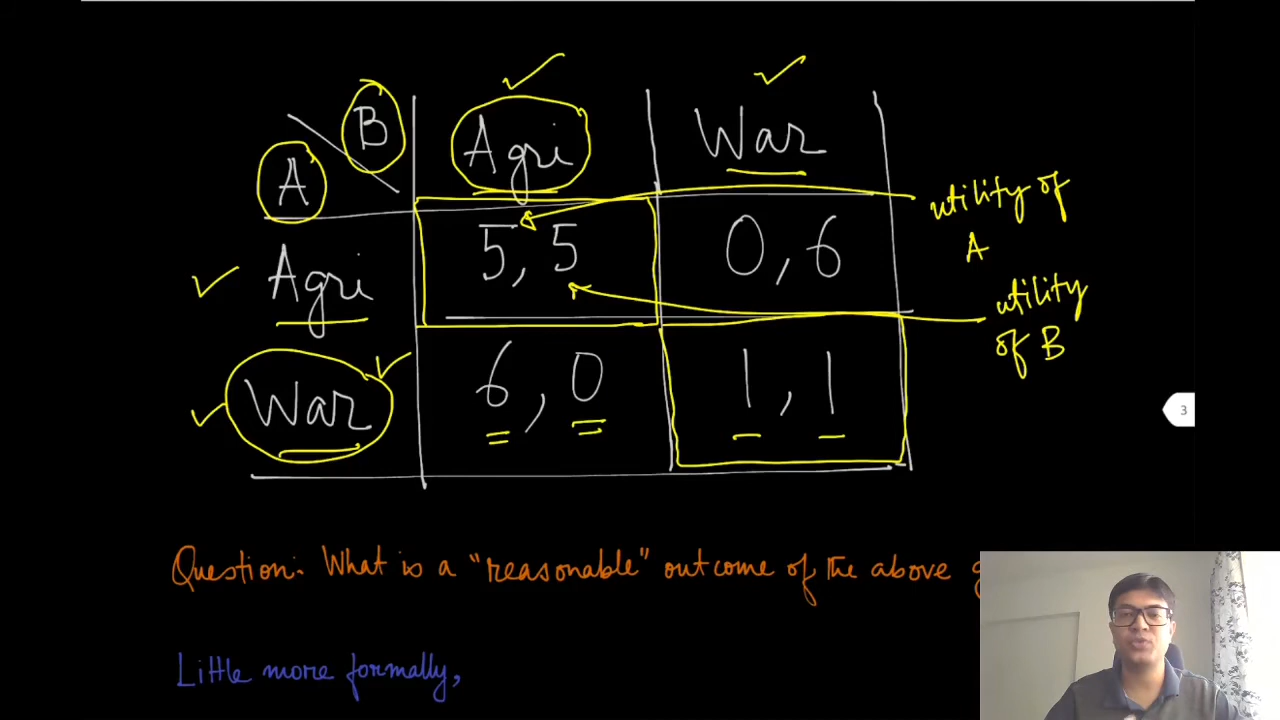 B
A
Agri
War
Agri
5, 5
0, 6
utility of
A
War
6, 0
1, 1
utility
of B
3
Question: What is a "reasonable" outcome of the above
Little more formally,